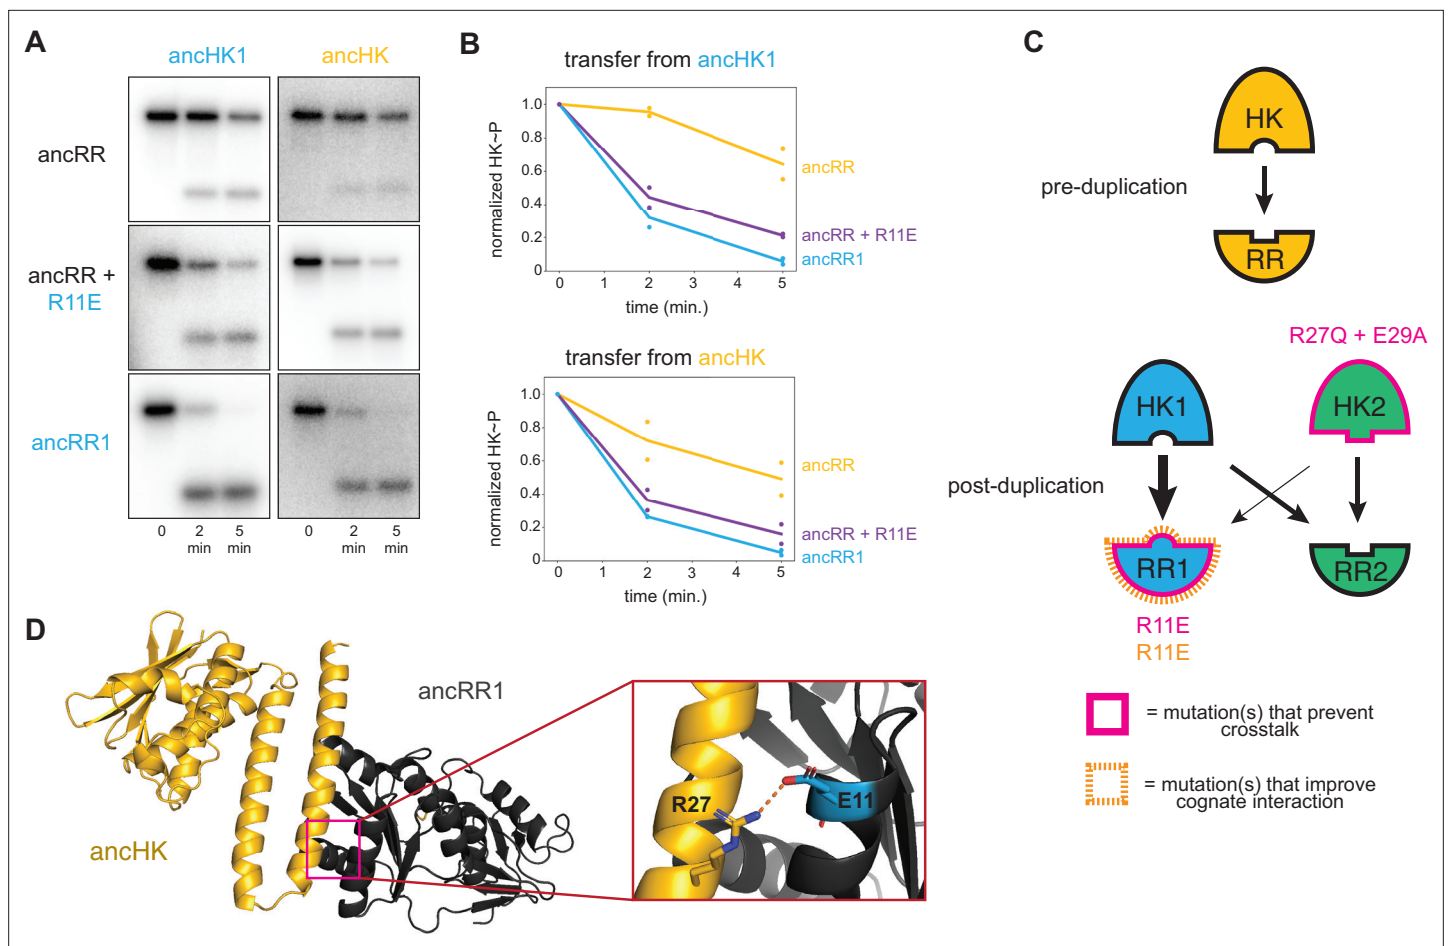 A
ancHK1
ancHK
ancRR
ancRR +
R11E
ancRR1
0
2
min
5
min
0
2
min
5
min
B
transfer from ancHK1
normalized HK~P
1.0
0.8
0.6
0.4
0.2
0
0
1
2
3
4
5
time (min.)
ancRR
ancRR + R11E
ancRR1
transfer from ancHK
normalized HK~P
1.0
0.8
0.6
0.4
0.2
0
0
1
2
3
4
5
time (min.)
ancRR
ancRR + R11E
ancRR1
C
HK
pre-duplication
RR
R27Q + E29A
HK1
HK2
post-duplication
RR1
RR2
R11E
R11E
= mutation(s) that prevent
crosstalk
= mutation(s) that improve
cognate interaction
D
ancRR1
ancHK
R27
E11